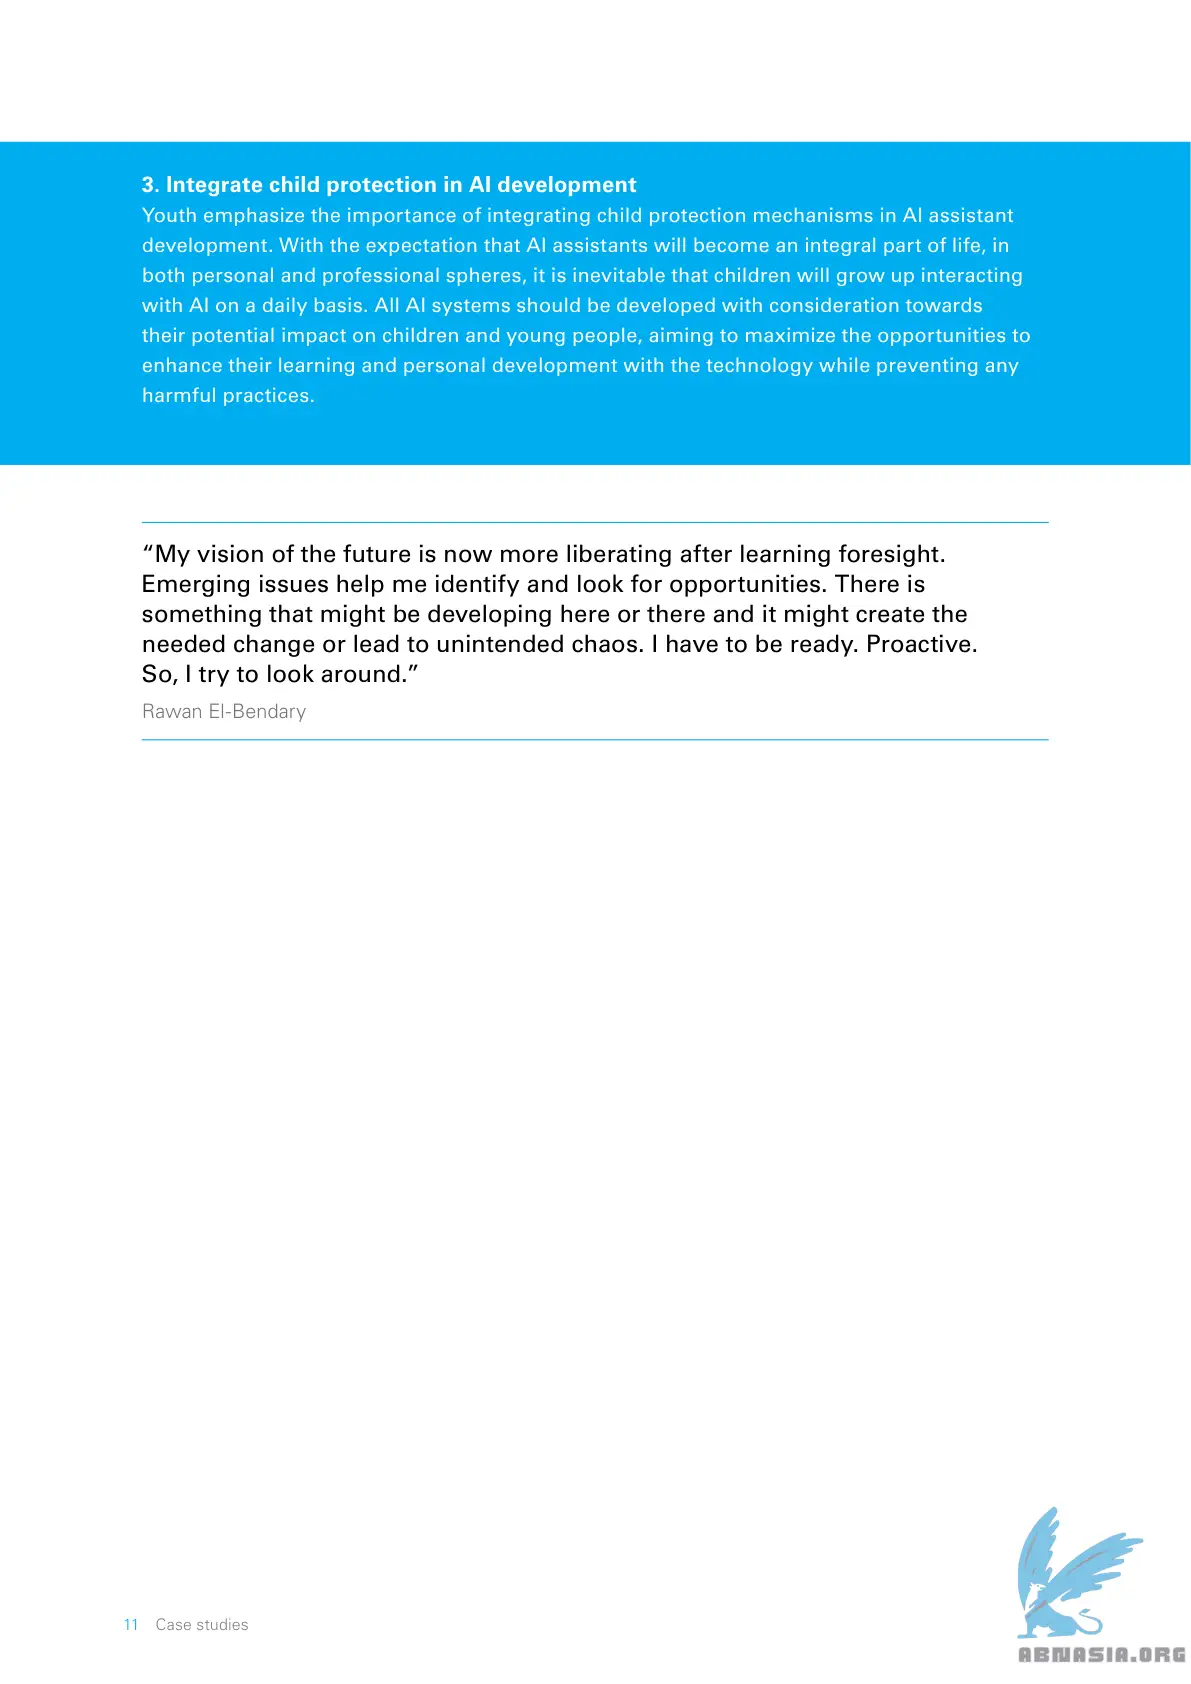 3. Integrate child protection in AI development
Youth emphasize the importance of integrating child protection mechanisms in AI assistant
development. With the expectation that AI assistants will become an integral part of life, in
both personal and professional spheres, it is inevitable that children will grow up interacting
with AI on a daily basis. All AI systems should be developed with consideration towards
their potential impact on children and young people, aiming to maximize the opportunities to
enhance their learning and personal development with the technology while preventing any
harmful practices.
“My vision of the future is now more liberating after learning foresight.
Emerging issues help me identify and look for opportunities. There is
something that might be developing here or there and it might create the
needed change or lead to unintended chaos. I have to be ready. Proactive.
So, I try to look around.”
Rawan El-Bendary
11 Case studies
ABNASIA.ORG